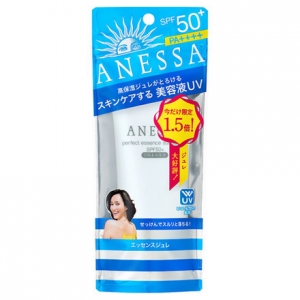 SPF 50+
PA++++
ANESSA
高保湿ジュレがとろける
スキンケアする 美容液UV
今だけ限定
1.5倍!
ジュレ
大好評!
ANE
perfect essence
SPF50+
UV
せっけんでスルリと落ちる!
エッセンスジュレ